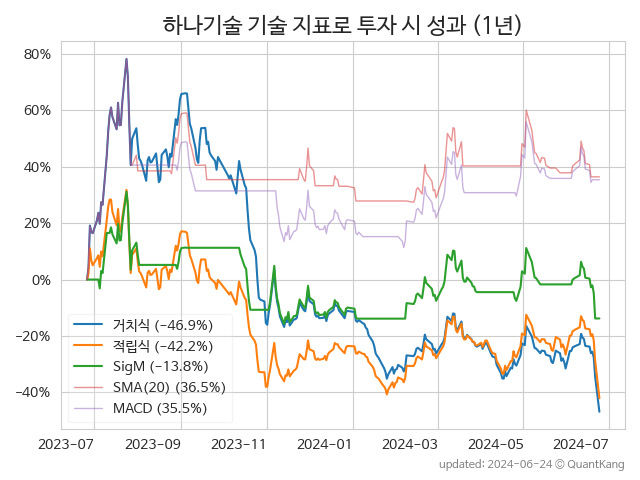 하나기술 기술 지표로 투자 시 성과 (1년)
80%
60%
40%
20%
0%
−20%
−40%
거치식 (−46.9%)
적립식 (−42.2%)
SigM (−13.8%)
SMA(20) (36.5%)
MACD (35.5%)
2023-07 2023-09 2023-11 2024-01 2024-03 2024-05 2024-07
updated: 2024-06-24 © QuantKang